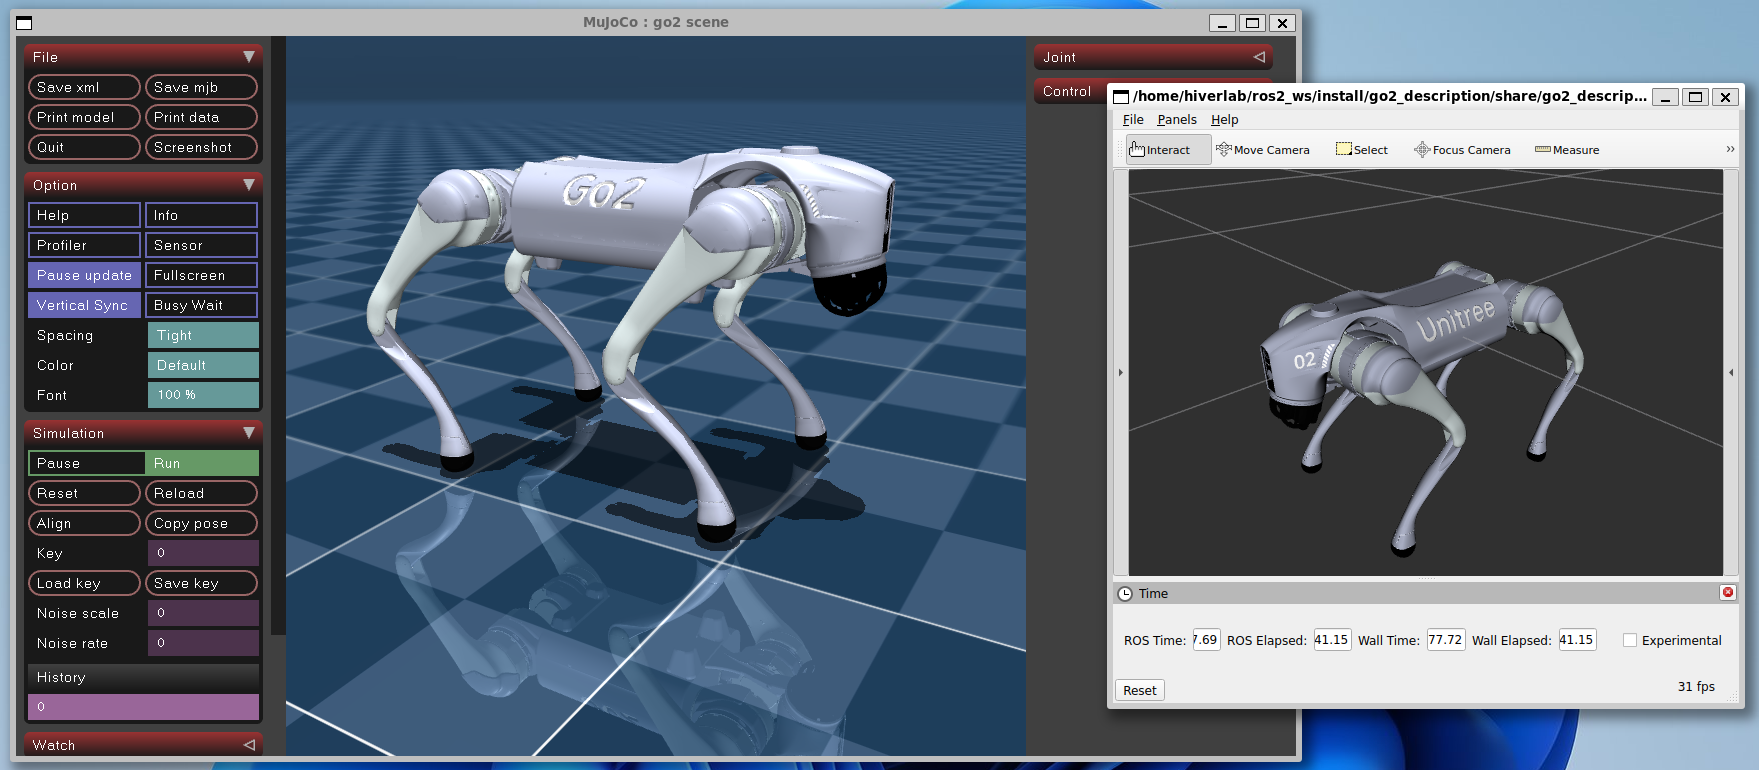 MuJoCo : go2 scene
File
Save xml Save mjb
Print model Print data
Quit Screenshot
Option
Help Info
Profiler Sensor
Pause update Fullscreen
Vertical Sync Busy Wait
Spacing Tight
Color Default
Font 100 %
Simulation
Pause Run
Reset Reload
Align Copy pose
Key 0
Load key Save key
Noise scale 0
Noise rate 0
History
0
Watch
Go2
Joint
Control
/home/hiverlab/ros2_ws/install/go2_description/share/go2_descrip...
File Panels Help
Interact Move Camera Select Focus Camera Measure »
Unitree
02
Time
ROS Time: 7.69 ROS Elapsed: 41.15 Wall Time: 77.72 Wall Elapsed: 41.15 Experimental
Reset 31 fps